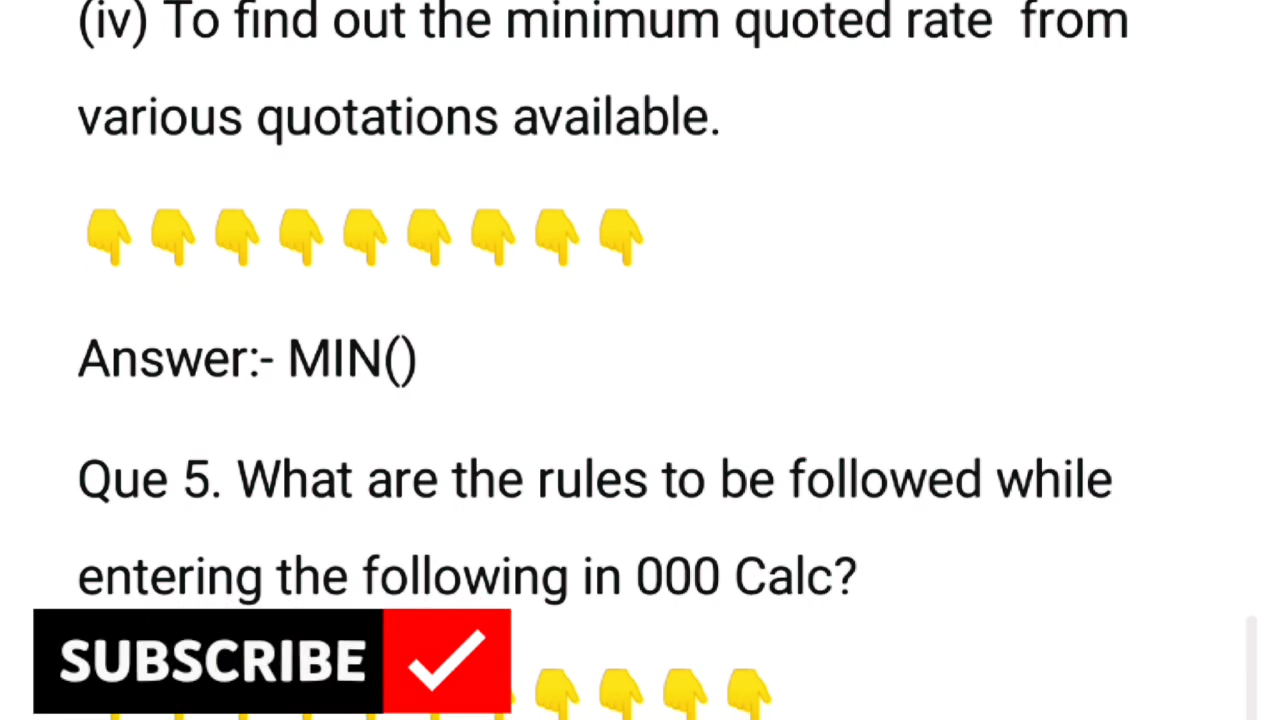 (iv) To find out the minimum quoted rate from
various quotations available.
👇👇👇👇👇👇👇👇👇
Answer:- MIN()
Que 5. What are the rules to be followed while
entering the following in 000 Calc?
SUBSCRIBE